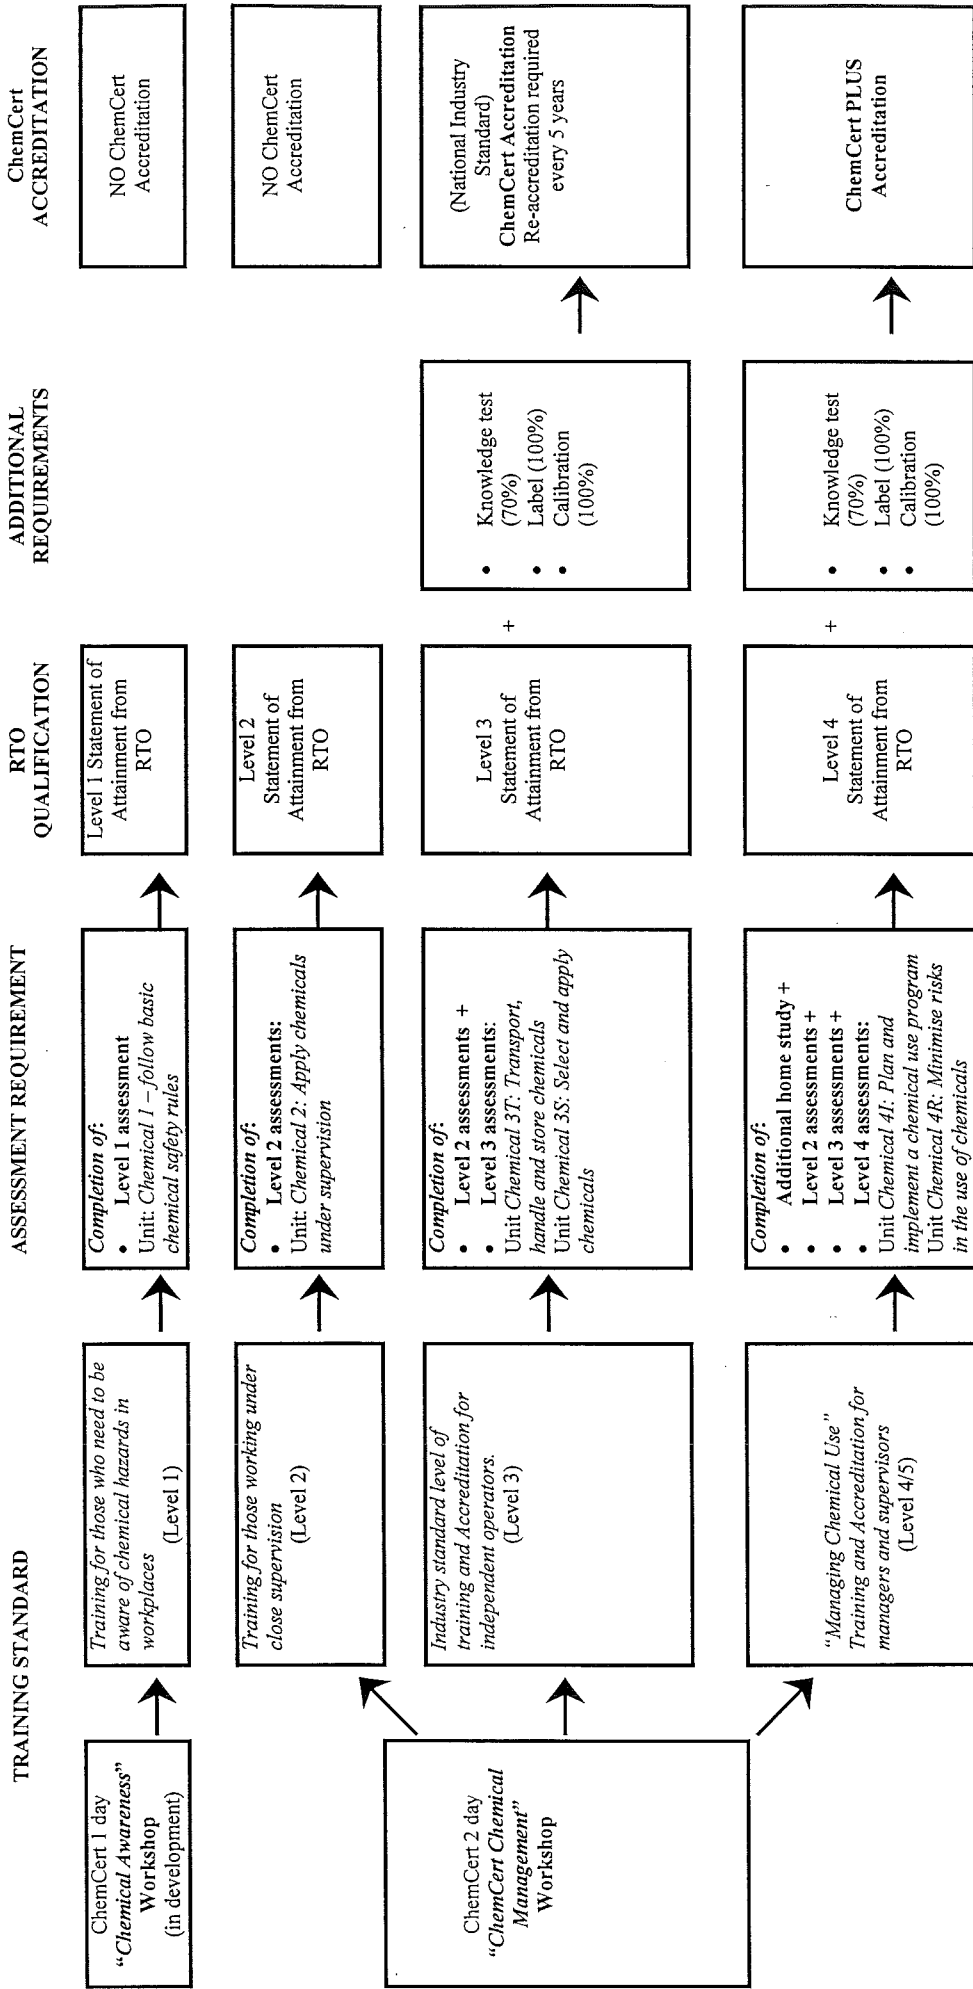 TRAINING STANDARD
ASSESSMENT REQUIREMENT
RTO
QUALIFICATION
ADDITIONAL
REQUIREMENTS
ChemCert
ACCREDITATION
ChemCert 1 day
“Chemical Awareness”
Workshop
(in development)
Training for those who need to be
aware of chemical hazards in
workplaces
(Level 1)
Completion of:
• Level 1 assessment
Unit: Chemical 1 – follow basic
chemical safety rules
Level 1 Statement of
Attainment from
RTO
NO ChemCert
Accreditation
ChemCert 2 day
“ChemCert Chemical
Management”
Workshop
Training for those working under
close supervision
(Level 2)
Completion of:
• Level 2 assessments:
Unit: Chemical 2: Apply chemicals
under supervision
Level 2
Statement of
Attainment from
RTO
NO ChemCert
Accreditation
Industry standard level of
training and Accreditation for
independent operators.
(Level 3)
Completion of:
• Level 2 assessments +
• Level 3 assessments:
Unit Chemical 3T: Transport,
handle and store chemicals
Unit Chemical 3S: Select and apply
chemicals
Level 3
Statement of
Attainment from
RTO
+
• Knowledge test
(70%)
• Label (100%)
• Calibration
(100%)
(National Industry
Standard)
ChemCert Accreditation
Re-accreditation required
every 5 years
“Managing Chemical Use”
Training and Accreditation for
managers and supervisors
(Level 4/5)
Completion of:
• Additional home study +
• Level 2 assessments +
• Level 3 assessments +
• Level 4 assessments:
Unit Chemical 4I: Plan and
implement a chemical use program
Unit Chemical 4R: Minimise risks
in the use of chemicals
Level 4
Statement of
Attainment from
RTO
+
• Knowledge test
(70%)
• Label (100%)
• Calibration
(100%)
ChemCert PLUS
Accreditation